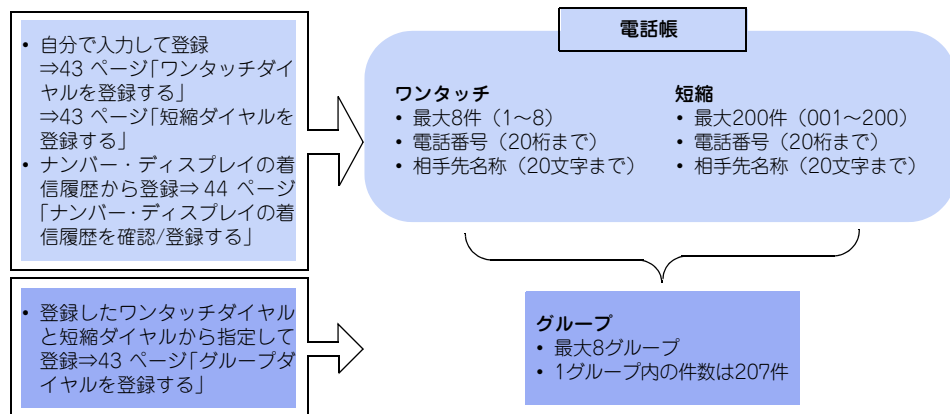 • 自分で入力して登録
⇒43 ページ「ワンタッチダイ
ヤルを登録する」
⇒43 ページ「短縮ダイヤルを
登録する」
• ナンバー・ディスプレイの着
信履歴から登録⇒ 44 ページ
「ナンバー・ディスプレイの着
信履歴を確認/登録する」
電話帳
ワンタッチ
• 最大8件（1～8）
• 電話番号（20桁まで）
• 相手先名称（20文字まで）
短縮
• 最大200件（001～200）
• 電話番号（20桁まで）
• 相手先名称（20文字まで）
• 登録したワンタッチダイヤル
と短縮ダイヤルから指定して
登録⇒43 ページ「グループダ
イヤルを登録する」
グループ
• 最大8グループ
• 1グループ内の件数は207件